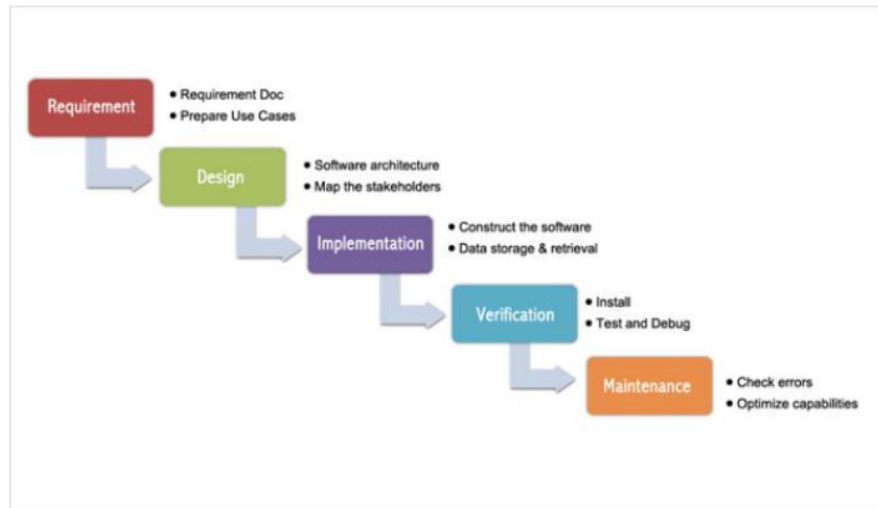 Requirement
• Requirement Doc
• Prepare Use Cases
Design
• Software architecture
• Map the stakeholders
Implementation
• Construct the software
• Data storage & retrieval
Verification
• Install
• Test and Debug
Maintenance
• Check errors
• Optimize capabilities